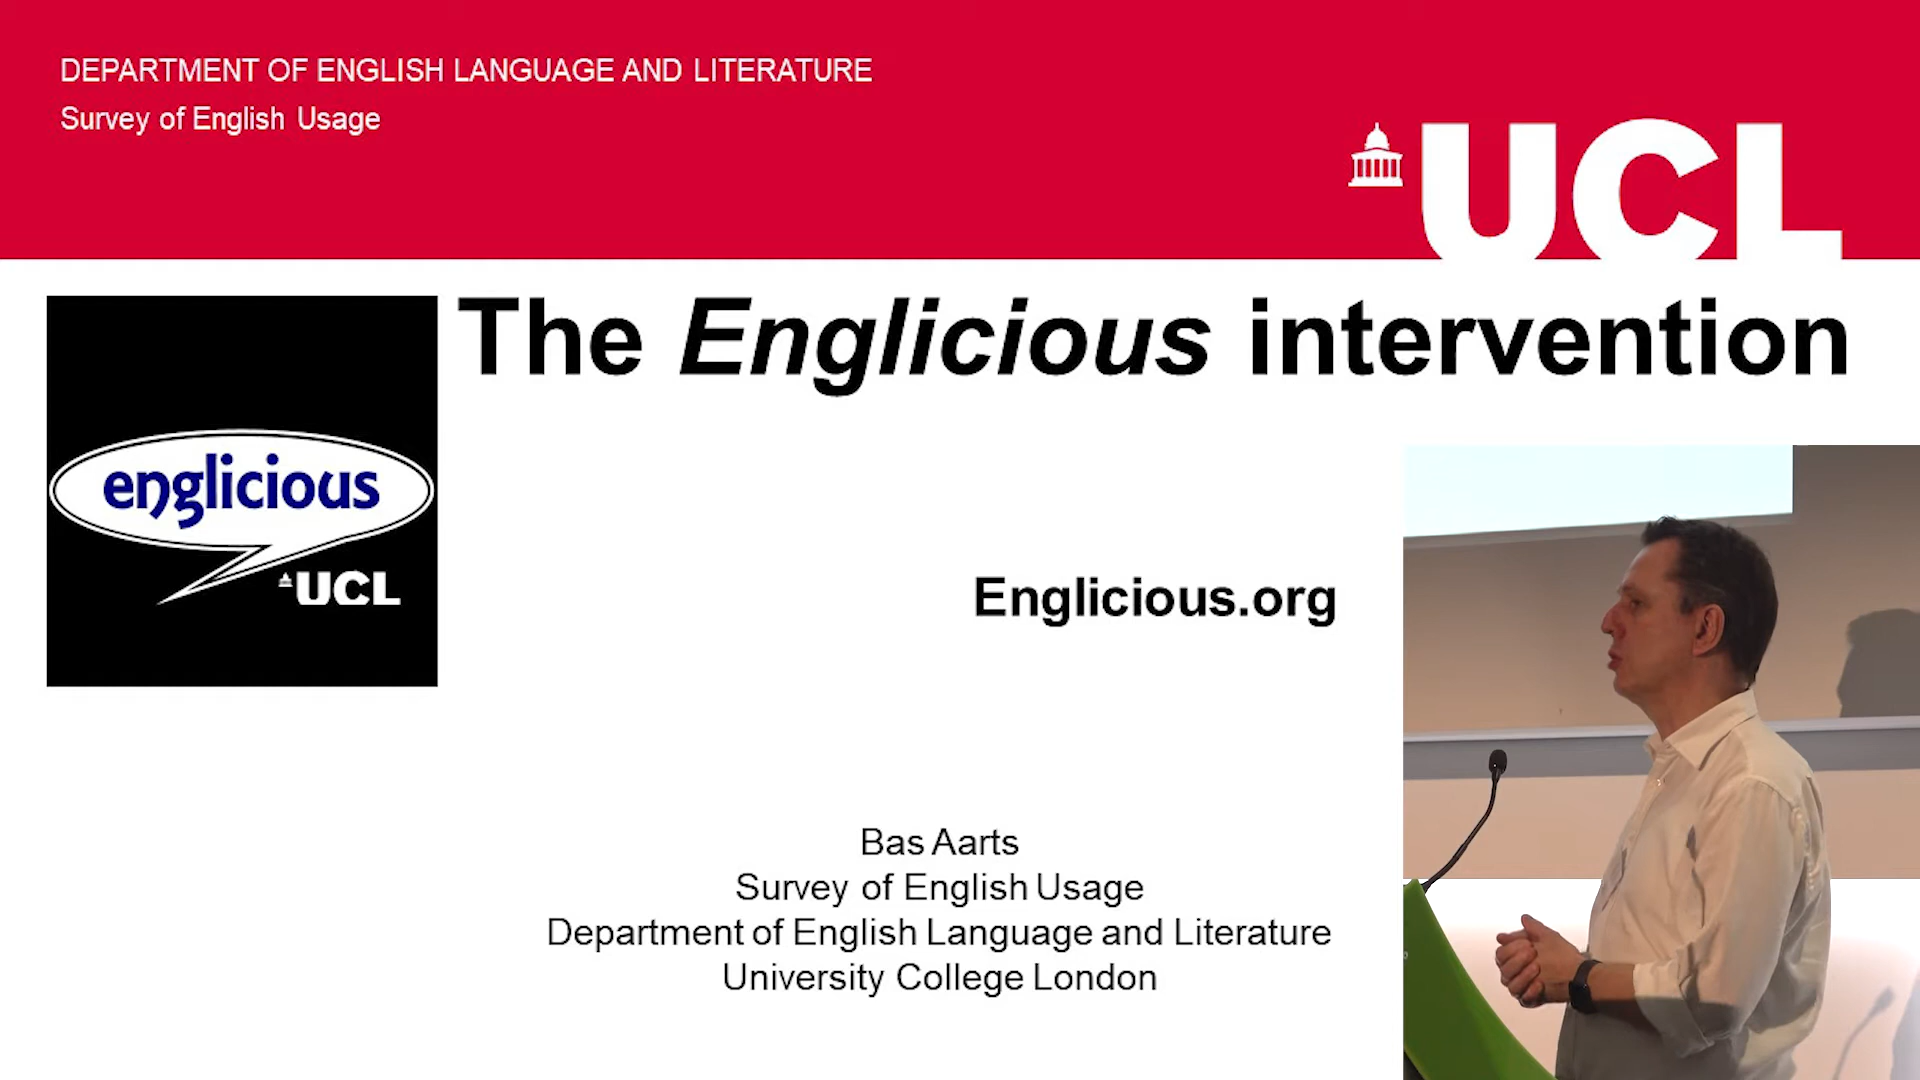 DEPARTMENT OF ENGLISH LANGUAGE AND LITERATURE
Survey of English Usage
UCL
The Englicious intervention
englicious
UCL
Englicious.org
Bas Aarts
Survey of English Usage
Department of English Language and Literature
University College London